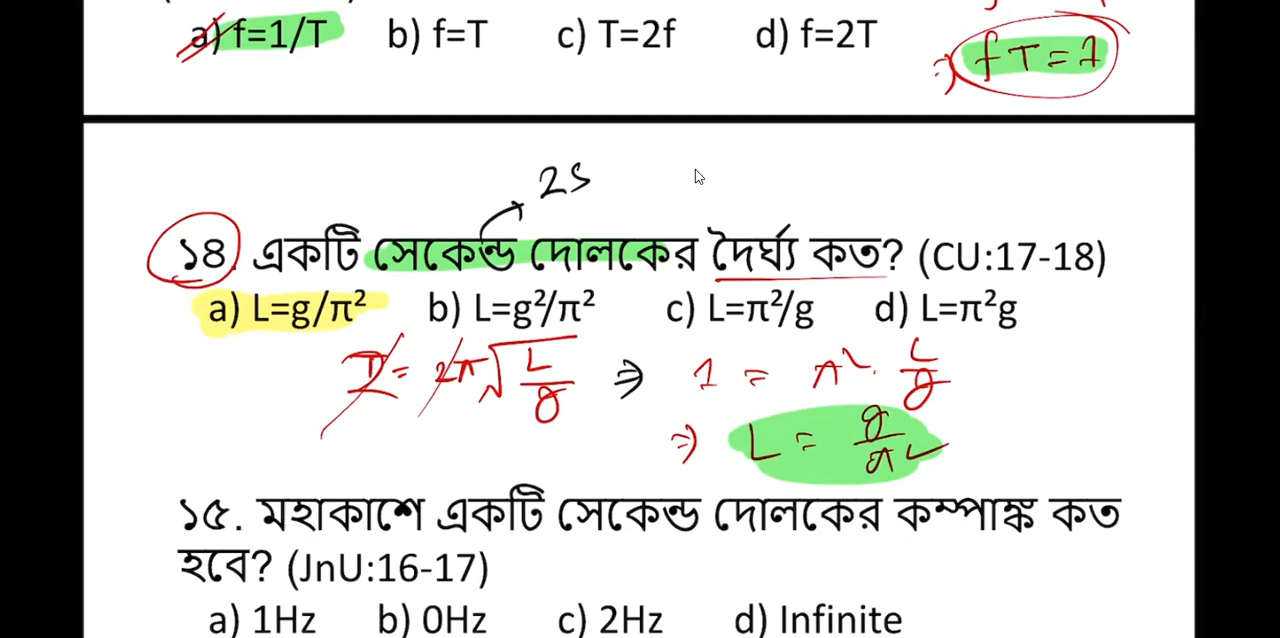 a) f=1/T b) f=T c) T=2f d) f=2T
⇒ fT=1
2s
১৪. একটি সেকেন্ড দোলকের দৈর্ঘ্য কত? (CU:17-18)
a) L=g/π² b) L=g²/π² c) L=π²/g d) L=π²g
2π√(L/g) ⇒ 1 = π². L/g
⇒ L = g/π²
১৫. মহাকাশে একটি সেকেন্ড দোলকের কম্পাঙ্ক কত
হবে? (JnU:16-17)
a) 1Hz b) 0Hz c) 2Hz d) Infinite